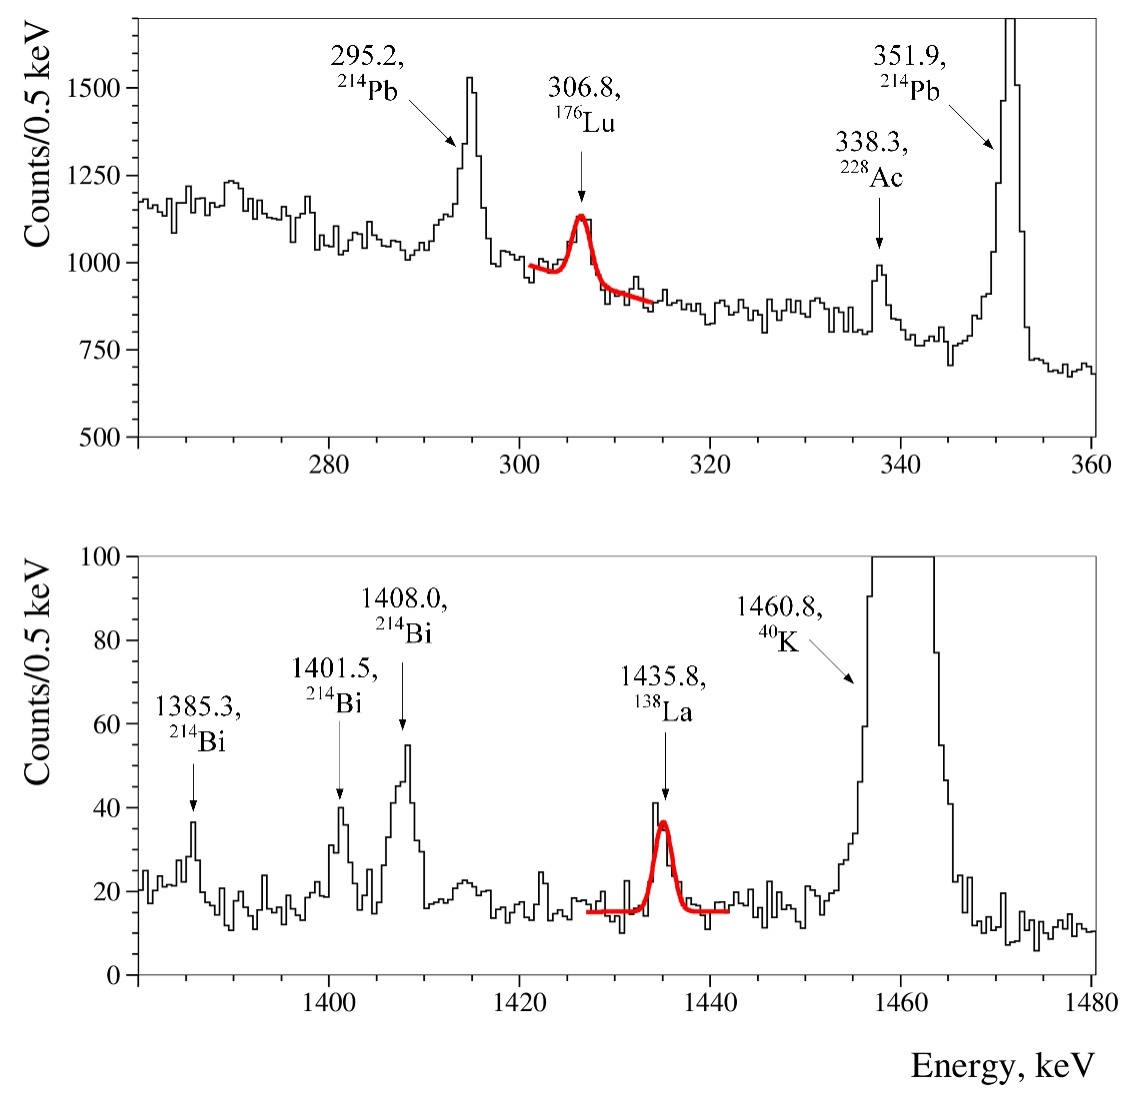 Counts/0.5 keV
1500
1250
1000
750
500
295.2,
²¹⁴Pb
306.8,
¹⁷⁶Lu
338.3,
²²⁸Ac
351.9,
²¹⁴Pb
280 300 320 340 360
Counts/0.5 keV
100
80
60
40
20
0
1385.3,
²¹⁴Bi
1401.5,
²¹⁴Bi
1408.0,
²¹⁴Bi
1435.8,
¹³⁸La
1460.8,
⁴⁰K
1400 1420 1440 1460 1480
Energy, keV